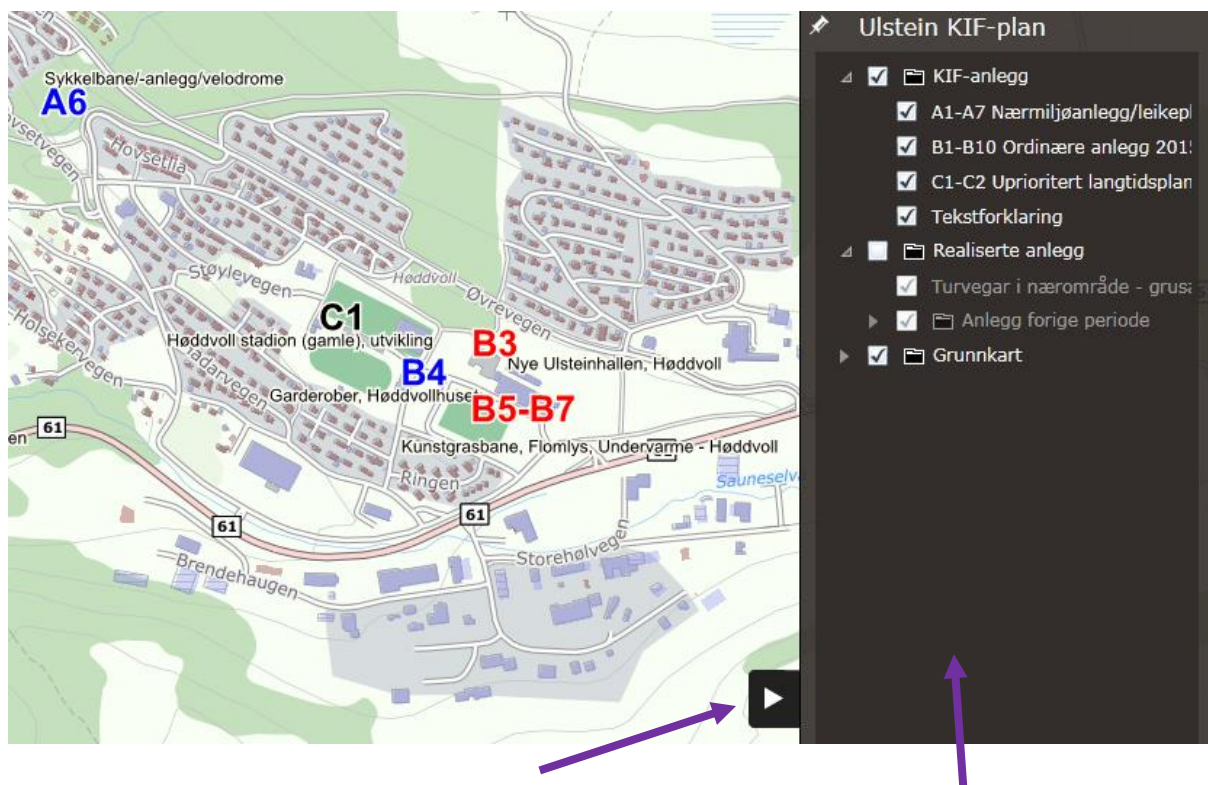 Sykkelbane/-anlegg/velodrome
A6
Hovsetlia
Støylevegen
Høddvoll
Øvrevegen
C1
Høddvoll stadion (gamle), utvikling
B3
Nye Ulsteinhallen, Høddvoll
B4
Garderober, Høddvollhuset
B5-B7
Kunstgrasbane, Flomlys, Undervarme - Høddvoll
Holsekervegen
61
Ringen
61
61
Brendehaugen
Storehølvegen
Ulstein KIF-plan
KIF-anlegg
A1-A7 Nærmiljøanlegg/leikepl
B1-B10 Ordinære anlegg 201
C1-C2 Uprioritert langtidsplan
Tekstforklaring
Realiserte anlegg
Turvegar i nærområde - grus
Anlegg forige periode
Grunnkart